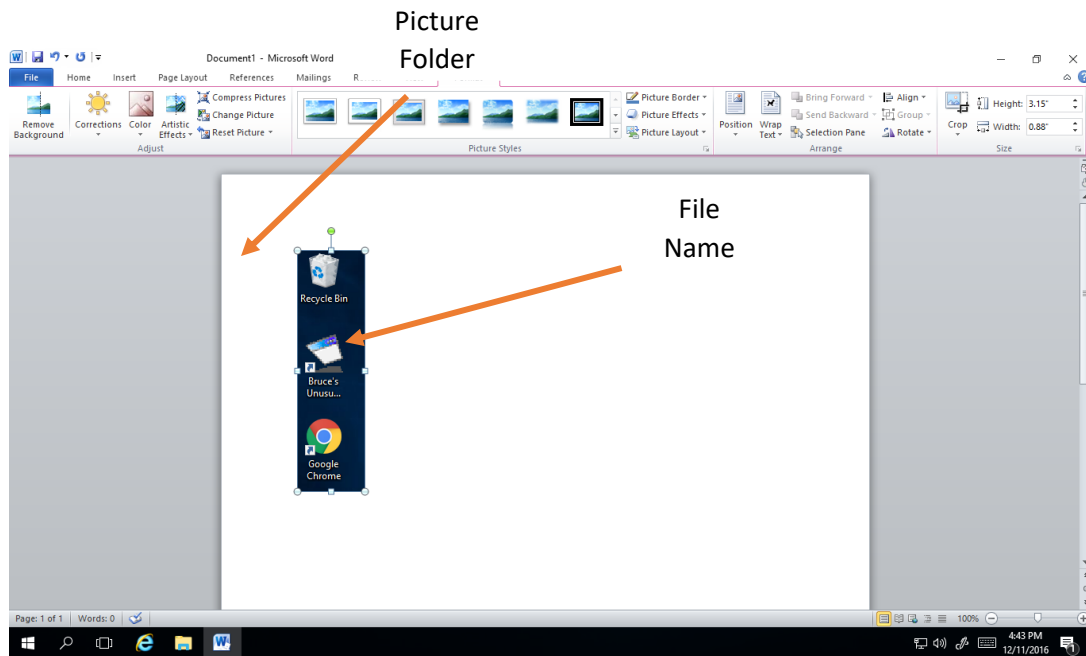 Picture
Folder
Document1 - Microsoft Word
File Home Insert Page Layout References Mailings
Remove Background
Corrections
Color
Artistic Effects
Compress Pictures
Change Picture
Reset Picture
Adjust
Picture Styles
Picture Border
Picture Effects
Picture Layout
Position
Wrap Text
Bring Forward
Send Backward
Selection Pane
Align
Group
Rotate
Arrange
Crop
Height: 3.15"
Width: 0.88"
Size
File
Name
Recycle Bin
Bruce's
Unusu...
Google
Chrome
Page: 1 of 1 Words: 0 100%
4:43 PM
12/11/2016